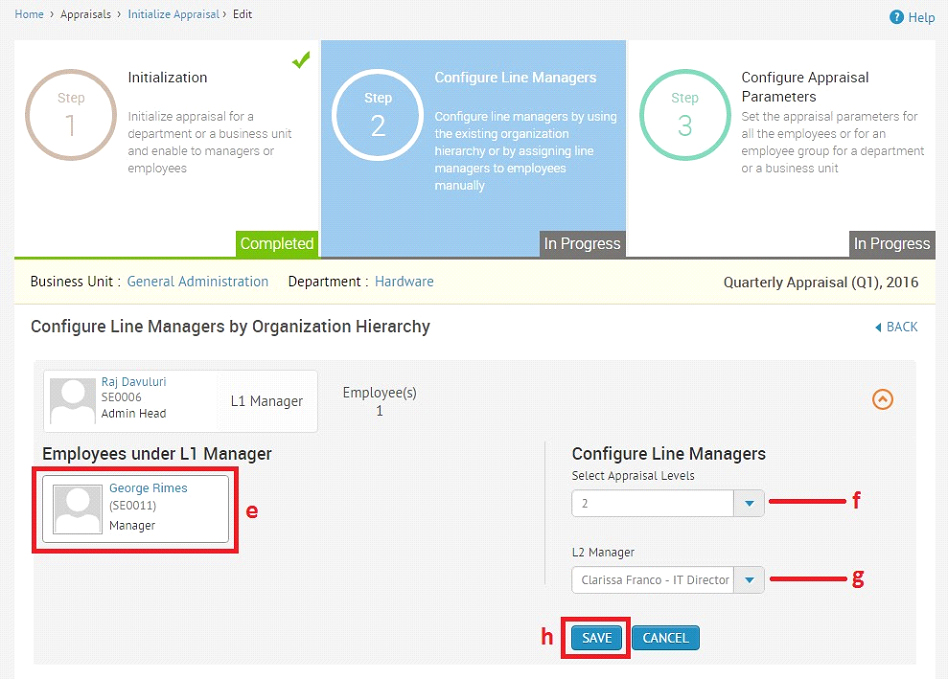 Home > Appraisals > Initialize Appraisal > Edit
? Help
Step
1
Initialization
Initialize appraisal for a
department or a business unit
and enable to managers or
employees
Completed
Step
2
Configure Line Managers
Configure line managers by using
the existing organization
hierarchy or by assigning line
managers to employees
manually
In Progress
Step
3
Configure Appraisal
Parameters
Set the appraisal parameters for
all the employees or for an
employee group for a department
or a business unit
In Progress
Business Unit : General Administration Department : Hardware Quarterly Appraisal (Q1), 2016
Configure Line Managers by Organization Hierarchy
BACK
Raj Davuluri
SE0006
Admin Head
L1 Manager
Employee(s)
1
Employees under L1 Manager
George Rimes
(SE0011)
Manager
e
Configure Line Managers
Select Appraisal Levels
2
f
L2 Manager
Clarissa Franco - IT Director
g
h
SAVE CANCEL